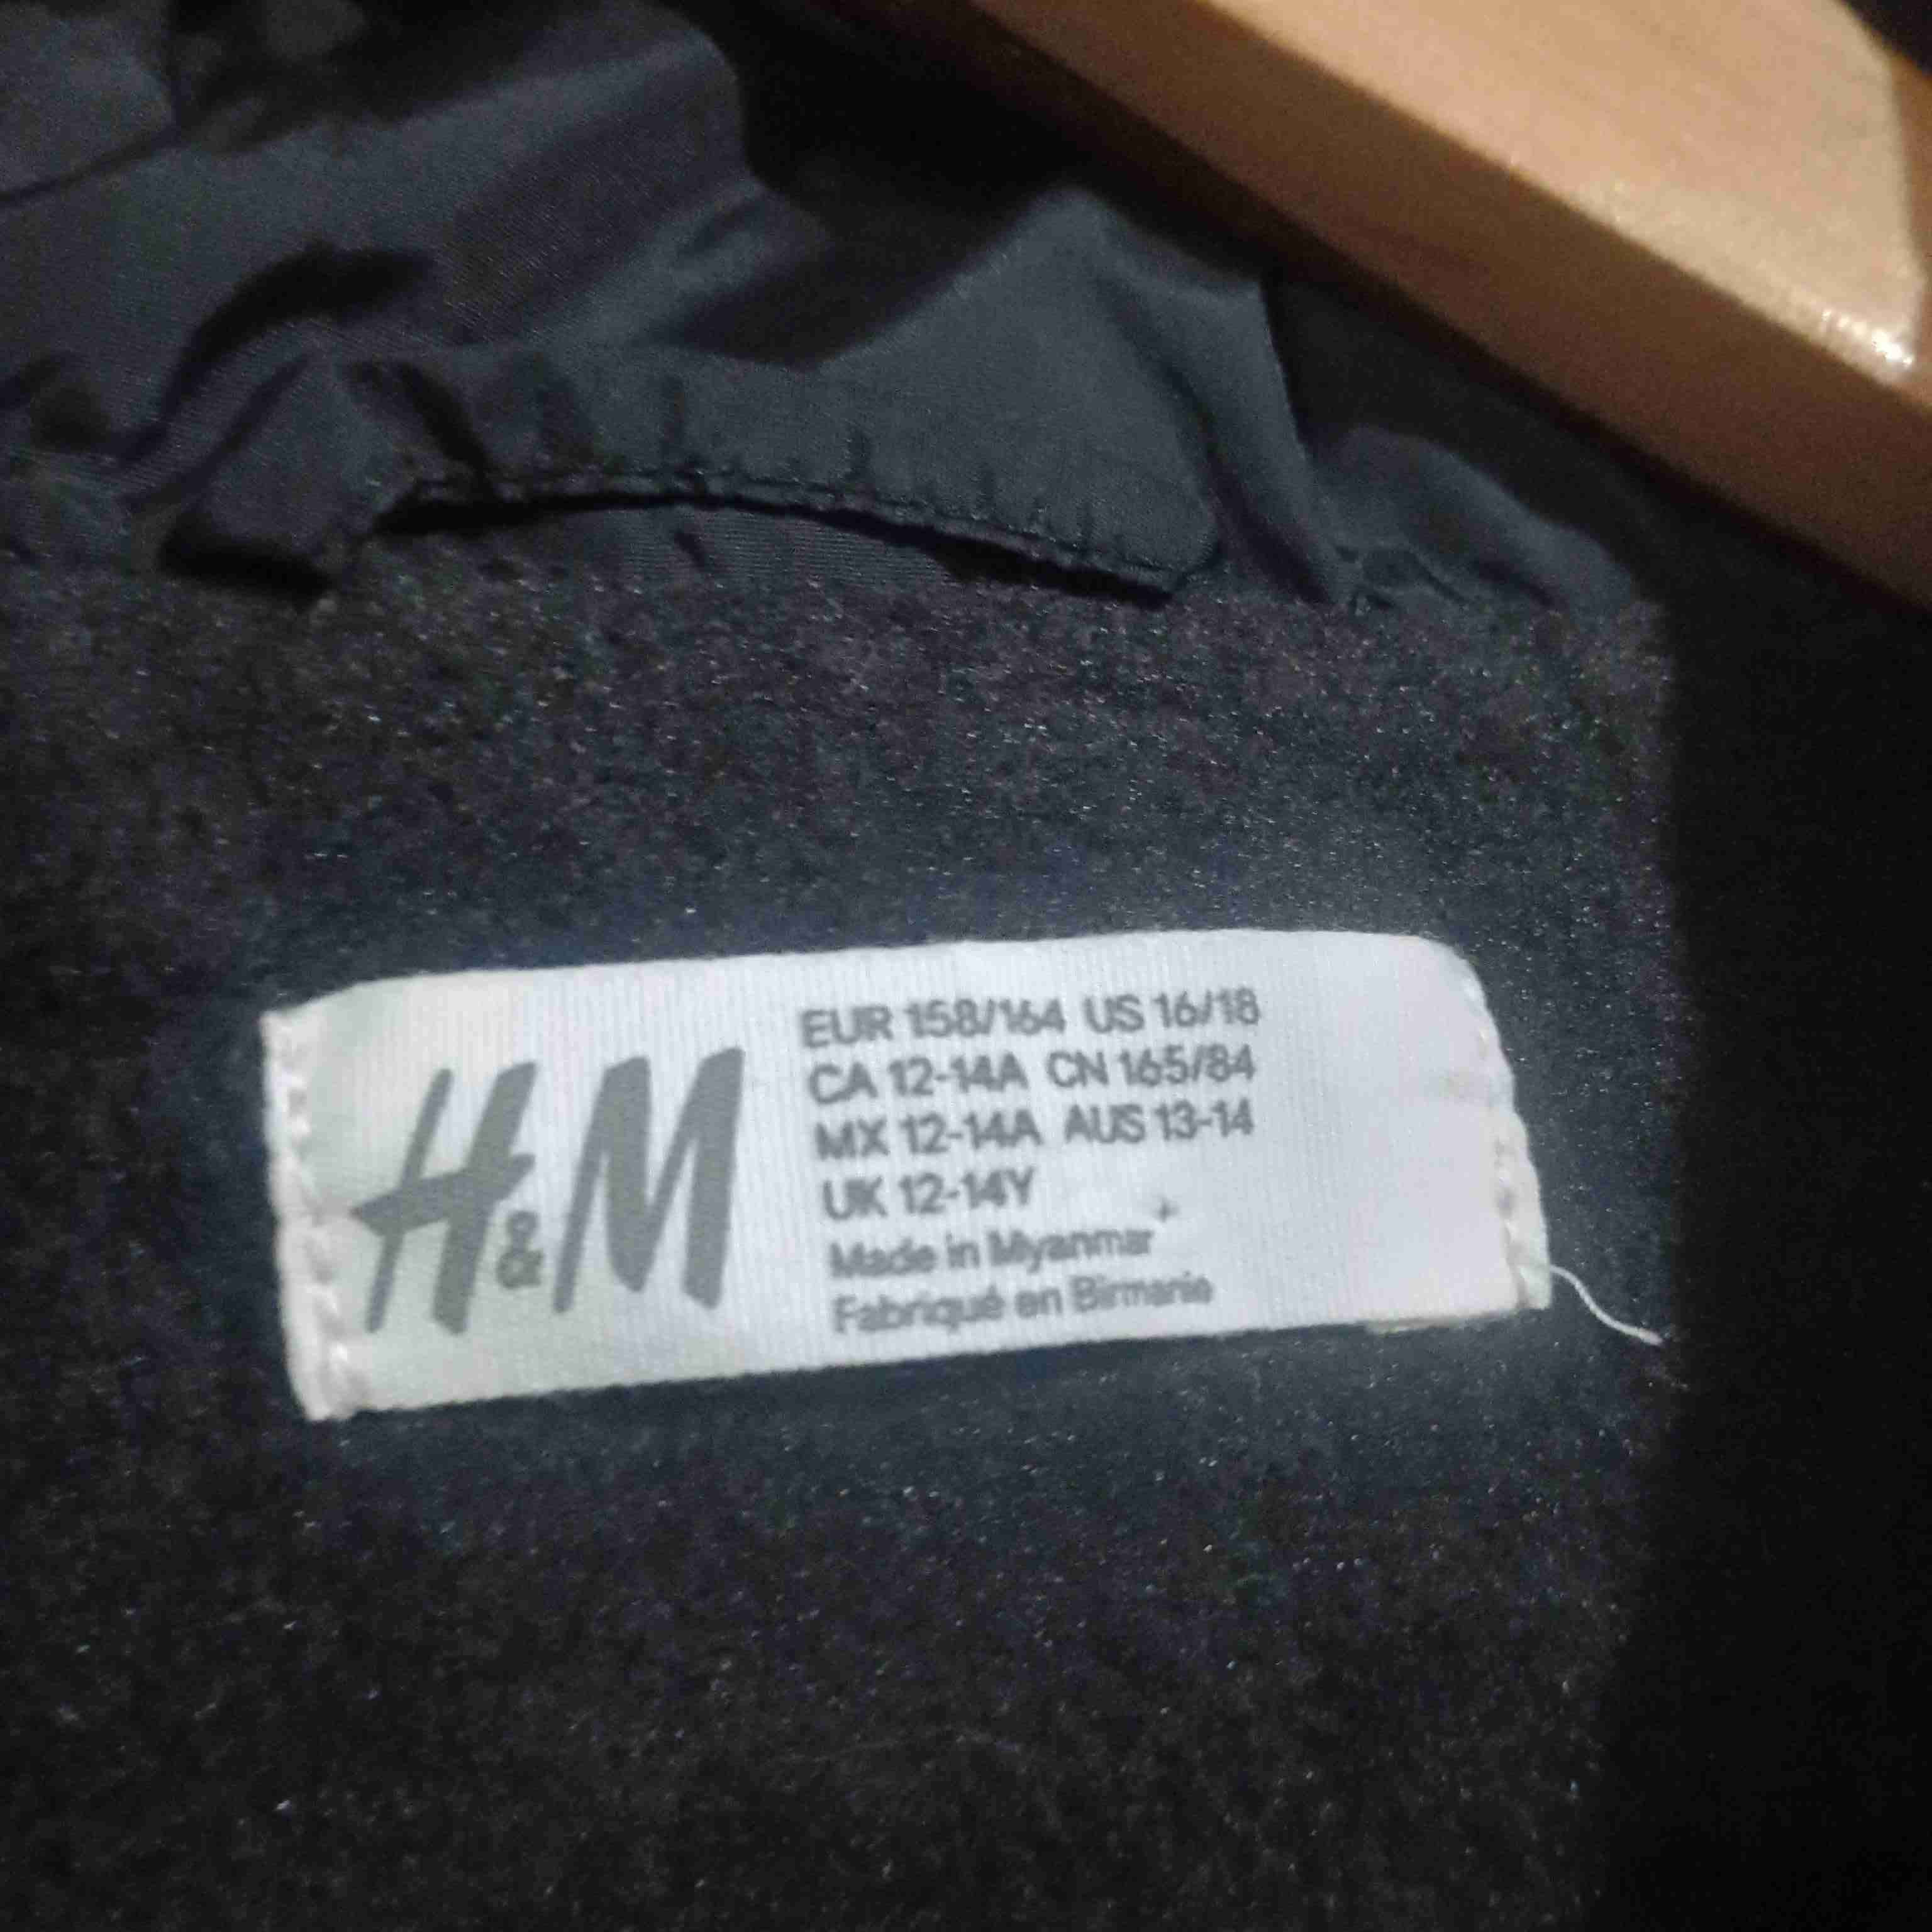 H&M
EUR 158/164 US 16/18
CA 12-14A CN 165/84
MX 12-14A AUS 13-14
UK 12-14Y
Made in Myanmar
Fabriqué en Birmanie